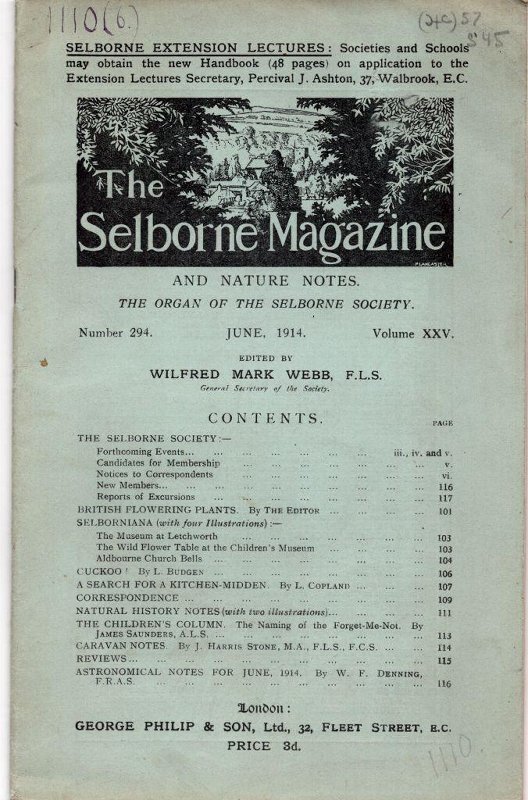 1110(6.)
S45
SELBORNE EXTENSION LECTURES: Societies and Schools
may obtain the new Handbook (48 pages) on application to the
Extension Lectures Secretary, Percival J. Ashton, 37, Walbrook, E.C.
The
Selborne Magazine
P. LANCASTER
AND NATURE NOTES.
THE ORGAN OF THE SELBORNE SOCIETY.
Number 294. JUNE, 1914. Volume XXV.
EDITED BY
WILFRED MARK WEBB, F.L.S.
General Secretary of the Society.
CONTENTS.
PAGE
THE SELBORNE SOCIETY:—
Forthcoming Events... ... ... ... ... ... ... iii., iv. and v.
Candidates for Membership ... ... ... ... ... v.
Notices to Correspondents ... ... ... ... ... vi.
New Members... ... ... ... ... ... ... ... 116
Reports of Excursions ... ... ... ... ... ... 117
BRITISH FLOWERING PLANTS. By THE EDITOR ... ... ... ... 101
SELBORNIANA (with four Illustrations):—
The Museum at Letchworth ... ... ... ... ... 103
The Wild Flower Table at the Children's Museum ... ... ... 103
Aldbourne Church Bells ... ... ... ... ... ... 104
CUCKOO! By L. BUDGEN ... ... ... ... ... ... 106
A SEARCH FOR A KITCHEN-MIDDEN. By L. COPLAND ... ... ... 107
CORRESPONDENCE ... ... ... ... ... ... ... ... 109
NATURAL HISTORY NOTES (with two illustrations)... ... ... ... 111
THE CHILDREN'S COLUMN. The Naming of the Forget-Me-Not. By
JAMES SAUNDERS, A.L.S. ... ... ... ... ... ... ... 113
CARAVAN NOTES. By J. HARRIS STONE, M.A., F.L.S., F.C.S. ... ... 114
REVIEWS... ... ... ... ... ... ... ... ... ... 115
ASTRONOMICAL NOTES FOR JUNE, 1914. By W. F. DENNING,
F.R.A.S. ... ... ... ... ... ... ... ... ... 116
London:
GEORGE PHILIP & SON, Ltd., 32, FLEET STREET, E.C.
PRICE 3d.
1110.